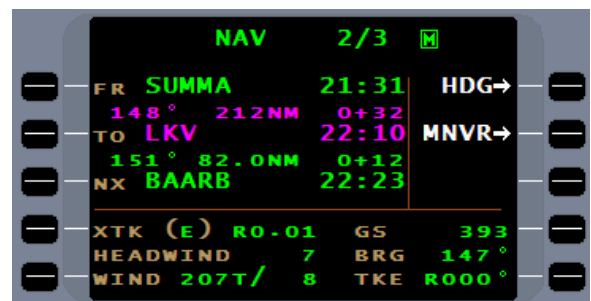 NAV 2/3 M
FR SUMMA 21:31 HDG→
148° 212NM 0+32
TO LKV 22:10 MNVR→
151° 82.0NM 0+12
NX BAARB 22:23
XTK (E) R0.01 GS 393
HEADWIND 7 BRG 147°
WIND 207T/ 8 TKE R000°